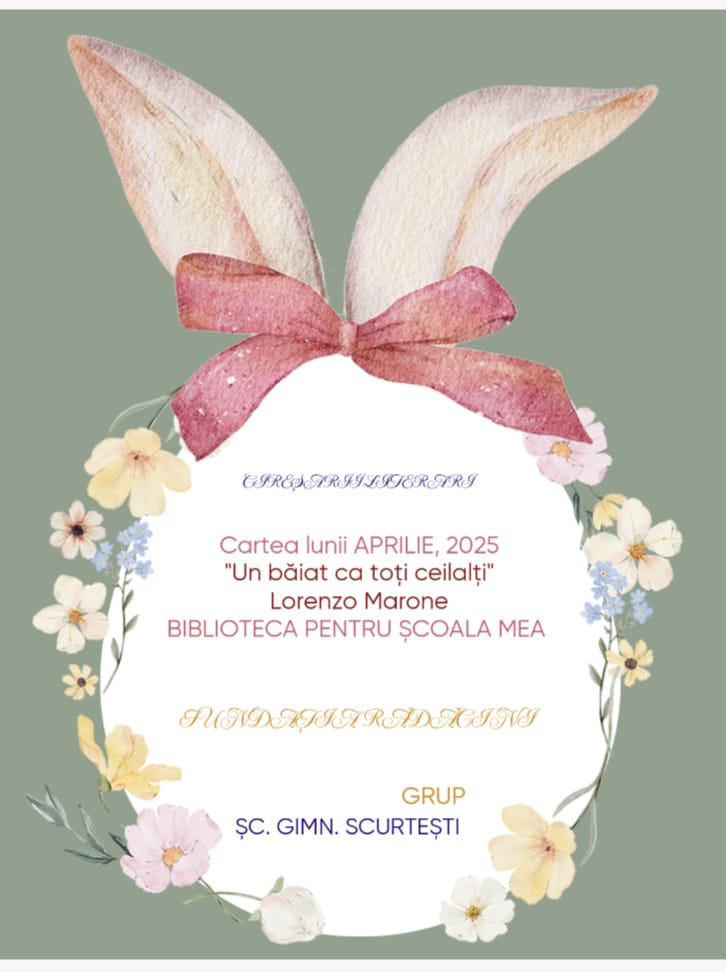 CIREȘARII LITERARI
Cartea lunii APRILIE, 2025
"Un băiat ca toți ceilalți"
Lorenzo Marone
BIBLIOTECA PENTRU ȘCOALA MEA
FUNDAȚIA RĂDĂCINI
GRUP
ȘC. GIMN. SCURTEȘTI